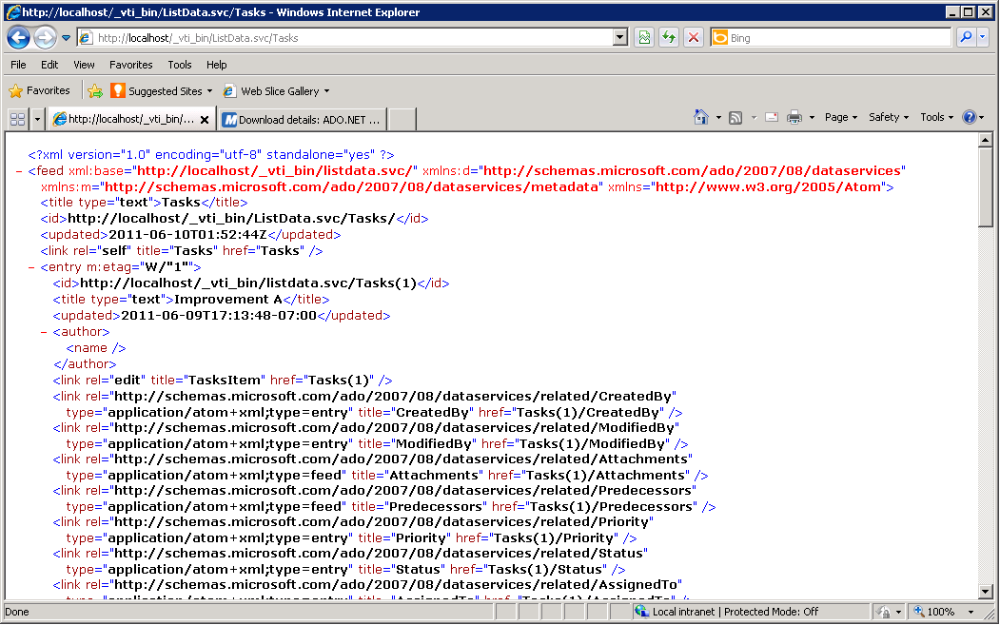 http://localhost/_vti_bin/ListData.svc/Tasks - Windows Internet Explorer
http://localhost/_vti_bin/ListData.svc/Tasks
Bing
File Edit View Favorites Tools Help
Favorites Suggested Sites Web Slice Gallery
http://localhost/_vti_bin/... Download details: ADO.NET ... Page Safety Tools
<?xml version="1.0" encoding="utf-8" standalone="yes" ?>
- <feed xml:base="http://localhost/_vti_bin/listdata.svc/" xmlns:d="http://schemas.microsoft.com/ado/2007/08/dataservices"
xmlns:m="http://schemas.microsoft.com/ado/2007/08/dataservices/metadata" xmlns="http://www.w3.org/2005/Atom">
<title type="text">Tasks</title>
<id>http://localhost/_vti_bin/ListData.svc/Tasks/</id>
<updated>2011-06-10T01:52:44Z</updated>
<link rel="self" title="Tasks" href="Tasks" />
- <entry m:etag="W/"1"">
<id>http://localhost/_vti_bin/listdata.svc/Tasks(1)</id>
<title type="text">Improvement A</title>
<updated>2011-06-09T17:13:48-07:00</updated>
- <author>
<name />
</author>
<link rel="edit" title="TasksItem" href="Tasks(1)" />
<link rel="http://schemas.microsoft.com/ado/2007/08/dataservices/related/CreatedBy"
type="application/atom+xml;type=entry" title="CreatedBy" href="Tasks(1)/CreatedBy" />
<link rel="http://schemas.microsoft.com/ado/2007/08/dataservices/related/ModifiedBy"
type="application/atom+xml;type=entry" title="ModifiedBy" href="Tasks(1)/ModifiedBy" />
<link rel="http://schemas.microsoft.com/ado/2007/08/dataservices/related/Attachments"
type="application/atom+xml;type=feed" title="Attachments" href="Tasks(1)/Attachments" />
<link rel="http://schemas.microsoft.com/ado/2007/08/dataservices/related/Predecessors"
type="application/atom+xml;type=feed" title="Predecessors" href="Tasks(1)/Predecessors" />
<link rel="http://schemas.microsoft.com/ado/2007/08/dataservices/related/Priority"
type="application/atom+xml;type=entry" title="Priority" href="Tasks(1)/Priority" />
<link rel="http://schemas.microsoft.com/ado/2007/08/dataservices/related/Status"
type="application/atom+xml;type=entry" title="Status" href="Tasks(1)/Status" />
<link rel="http://schemas.microsoft.com/ado/2007/08/dataservices/related/AssignedTo"
Done Local intranet | Protected Mode: Off 100%